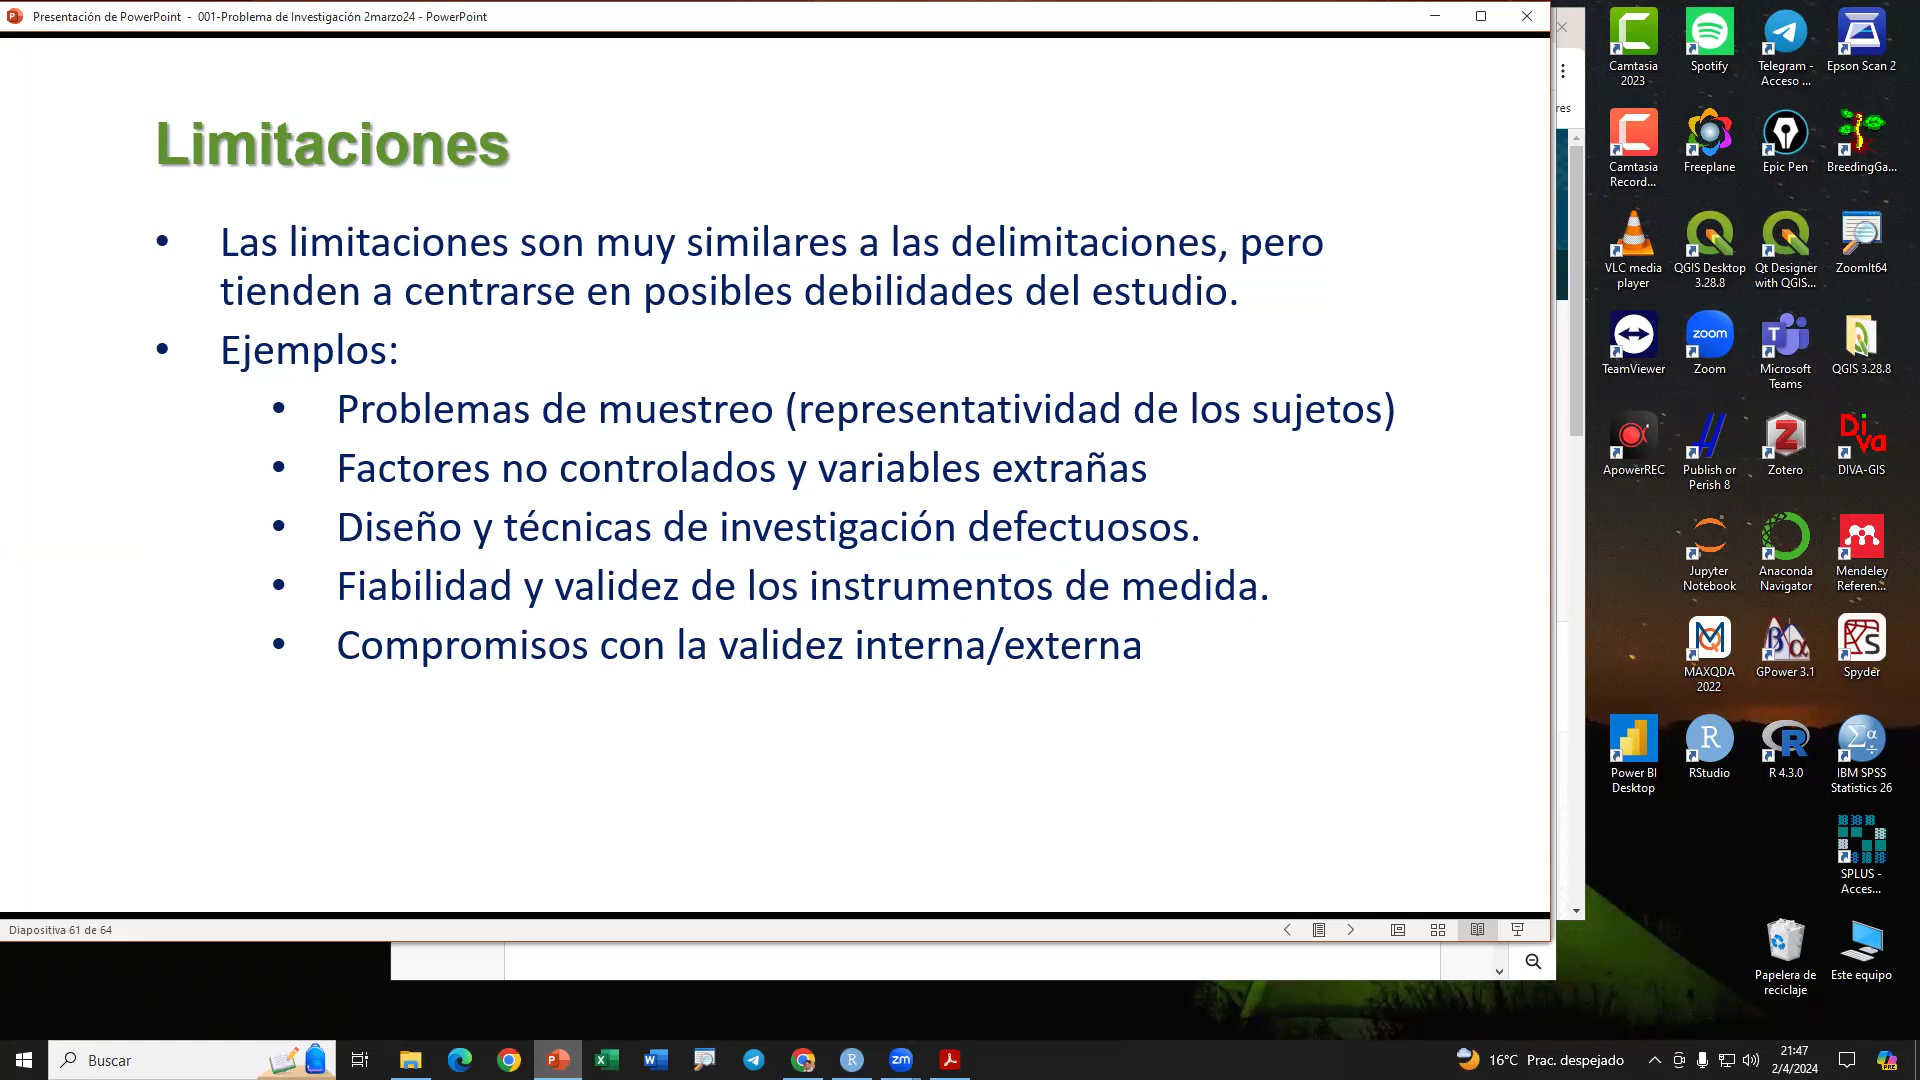 Presentación de PowerPoint - 001-Problema de Investigación 2marzo24 - PowerPoint
Limitaciones
• Las limitaciones son muy similares a las delimitaciones, pero
tienden a centrarse en posibles debilidades del estudio.
• Ejemplos:
• Problemas de muestreo (representatividad de los sujetos)
• Factores no controlados y variables extrañas
• Diseño y técnicas de investigación defectuosos.
• Fiabilidad y validez de los instrumentos de medida.
• Compromisos con la validez interna/externa
Diapositiva 61 de 64
res
Camtasia
2023
Spotify
Telegram -
Acceso ...
Epson Scan 2
Camtasia
Record...
Freeplane
Epic Pen
BreedingGa...
VLC media
player
QGIS Desktop
3.28.8
Qt Designer
with QGIS...
ZoomIt64
TeamViewer
zoom
Zoom
Microsoft
Teams
QGIS 3.28.8
ApowerREC
Publish or
Perish 8
Zotero
DiVa
DIVA-GIS
Jupyter
Notebook
Anaconda
Navigator
Mendeley
Referen...
MAXQDA
2022
GPower 3.1
Spyder
Power BI
Desktop
RStudio
R 4.3.0
IBM SPSS
Statistics 26
SPLUS -
Acces...
Papelera de
reciclaje
Este equipo
Buscar
zm
16°C Prac. despejado
21:47
2/4/2024
PRE